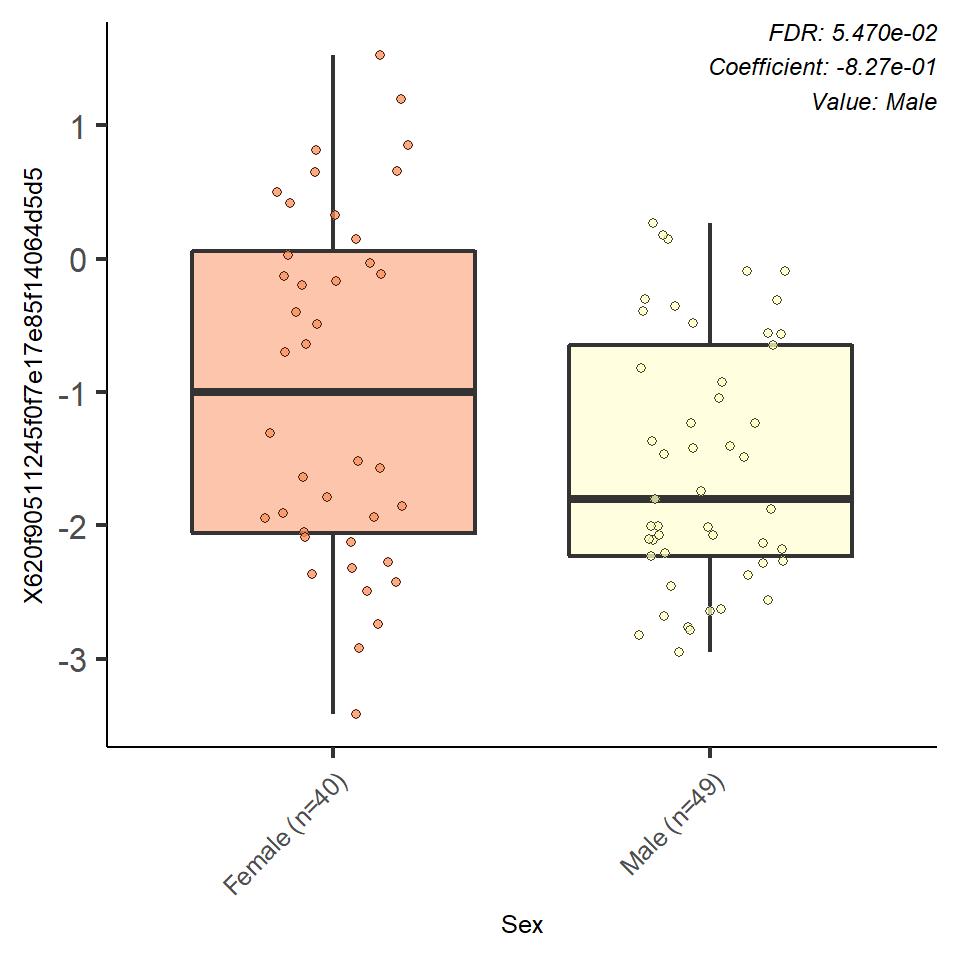 FDR: 5.470e-02
Coefficient: -8.27e-01
Value: Male
X620f90511245f0f7e17e85f14064d5d5
1
0
-1
-2
-3
Female (n=40)
Male (n=49)
Sex